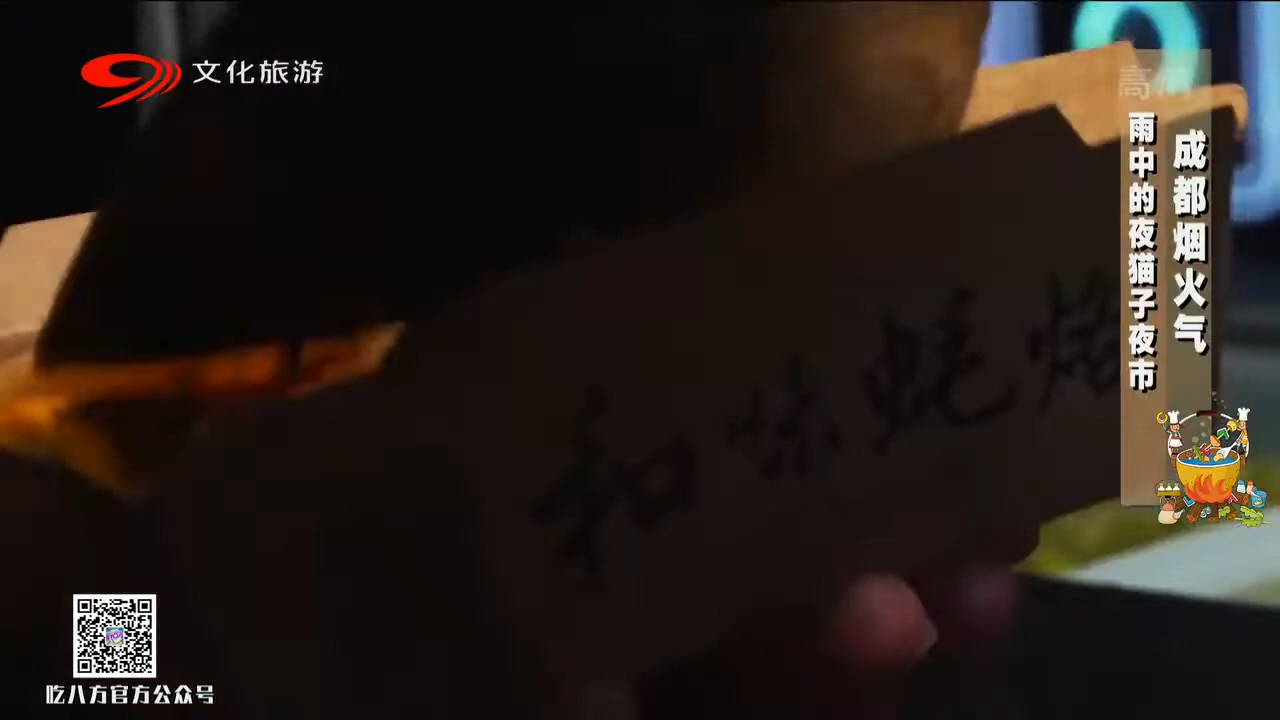 文化旅游
高清
成都烟火气
雨中的夜猫子夜市
和味蚝烙
吃八方官方公众号